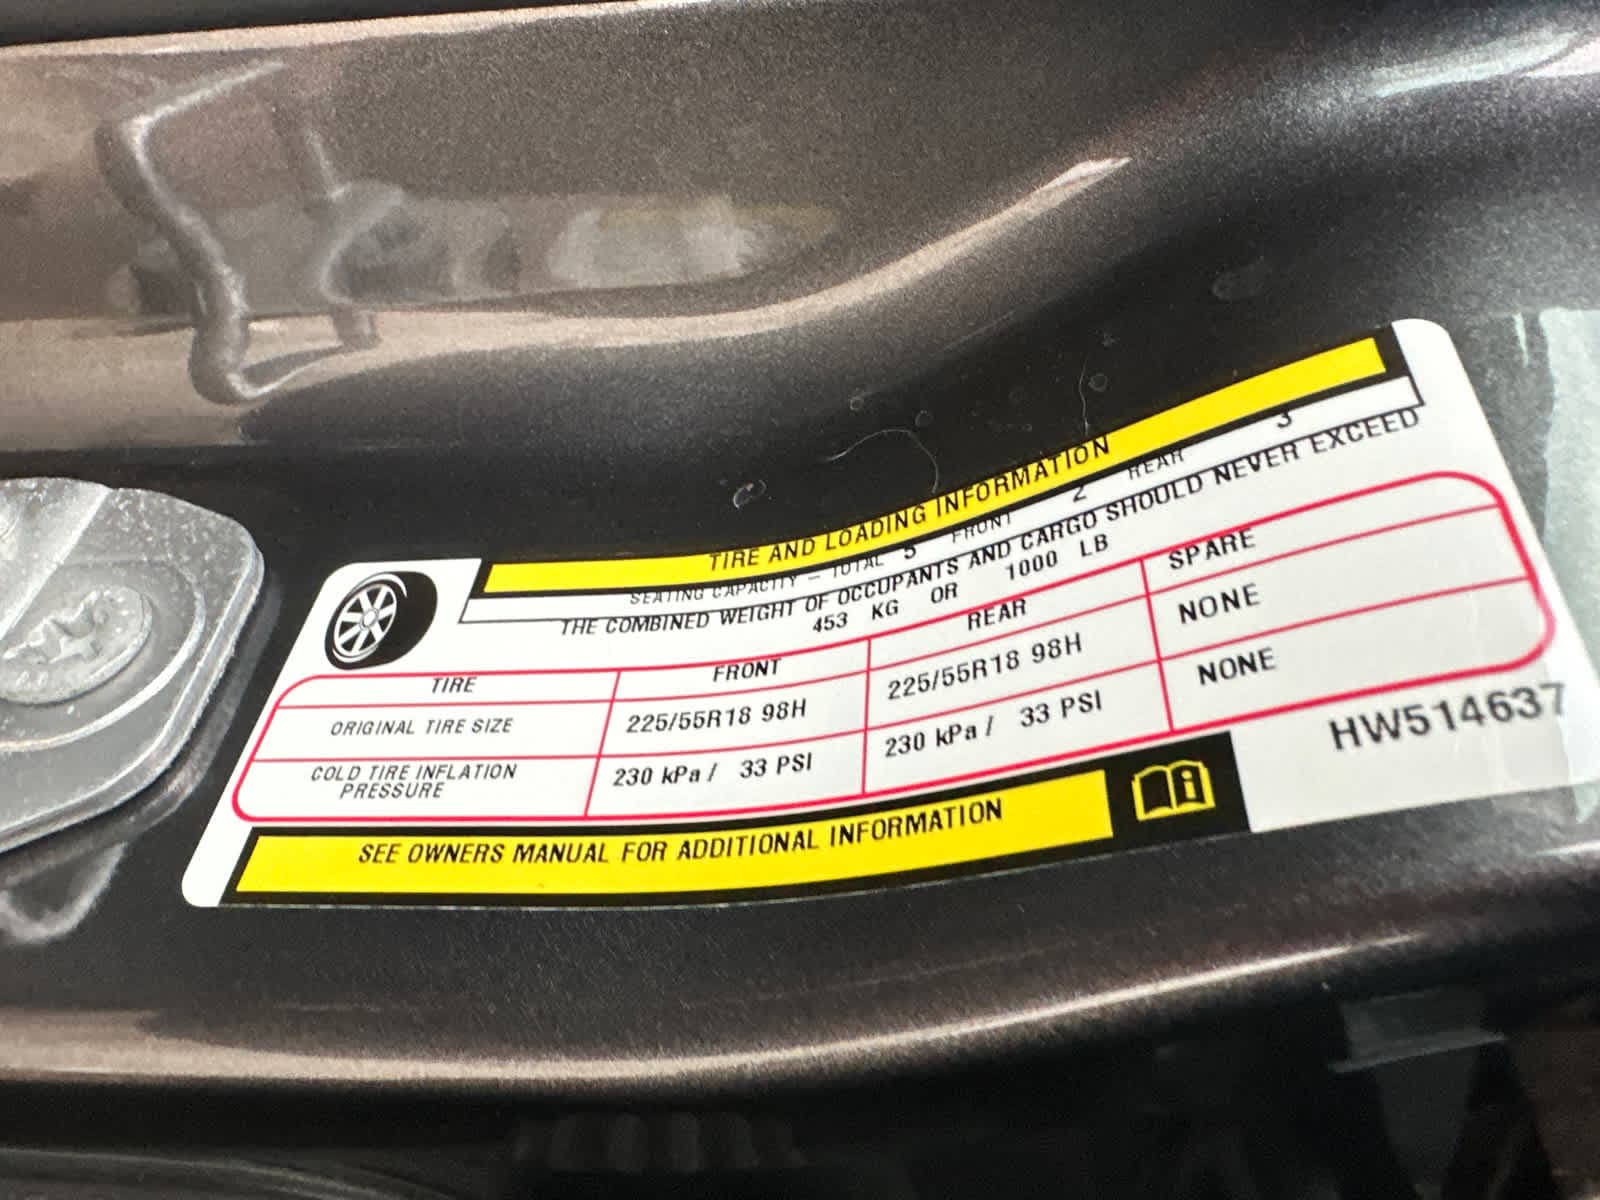 TIRE AND LOADING INFORMATION
SEATING CAPACITY – TOTAL 5 FRONT 2 REAR 3
THE COMBINED WEIGHT OF OCCUPANTS AND CARGO SHOULD NEVER EXCEED
453 KG OR 1000 LB
TIRE FRONT REAR SPARE
ORIGINAL TIRE SIZE 225/55R18 98H 225/55R18 98H NONE
COLD TIRE INFLATION PRESSURE 230 kPa / 33 PSI 230 kPa / 33 PSI NONE
SEE OWNERS MANUAL FOR ADDITIONAL INFORMATION
HW514637